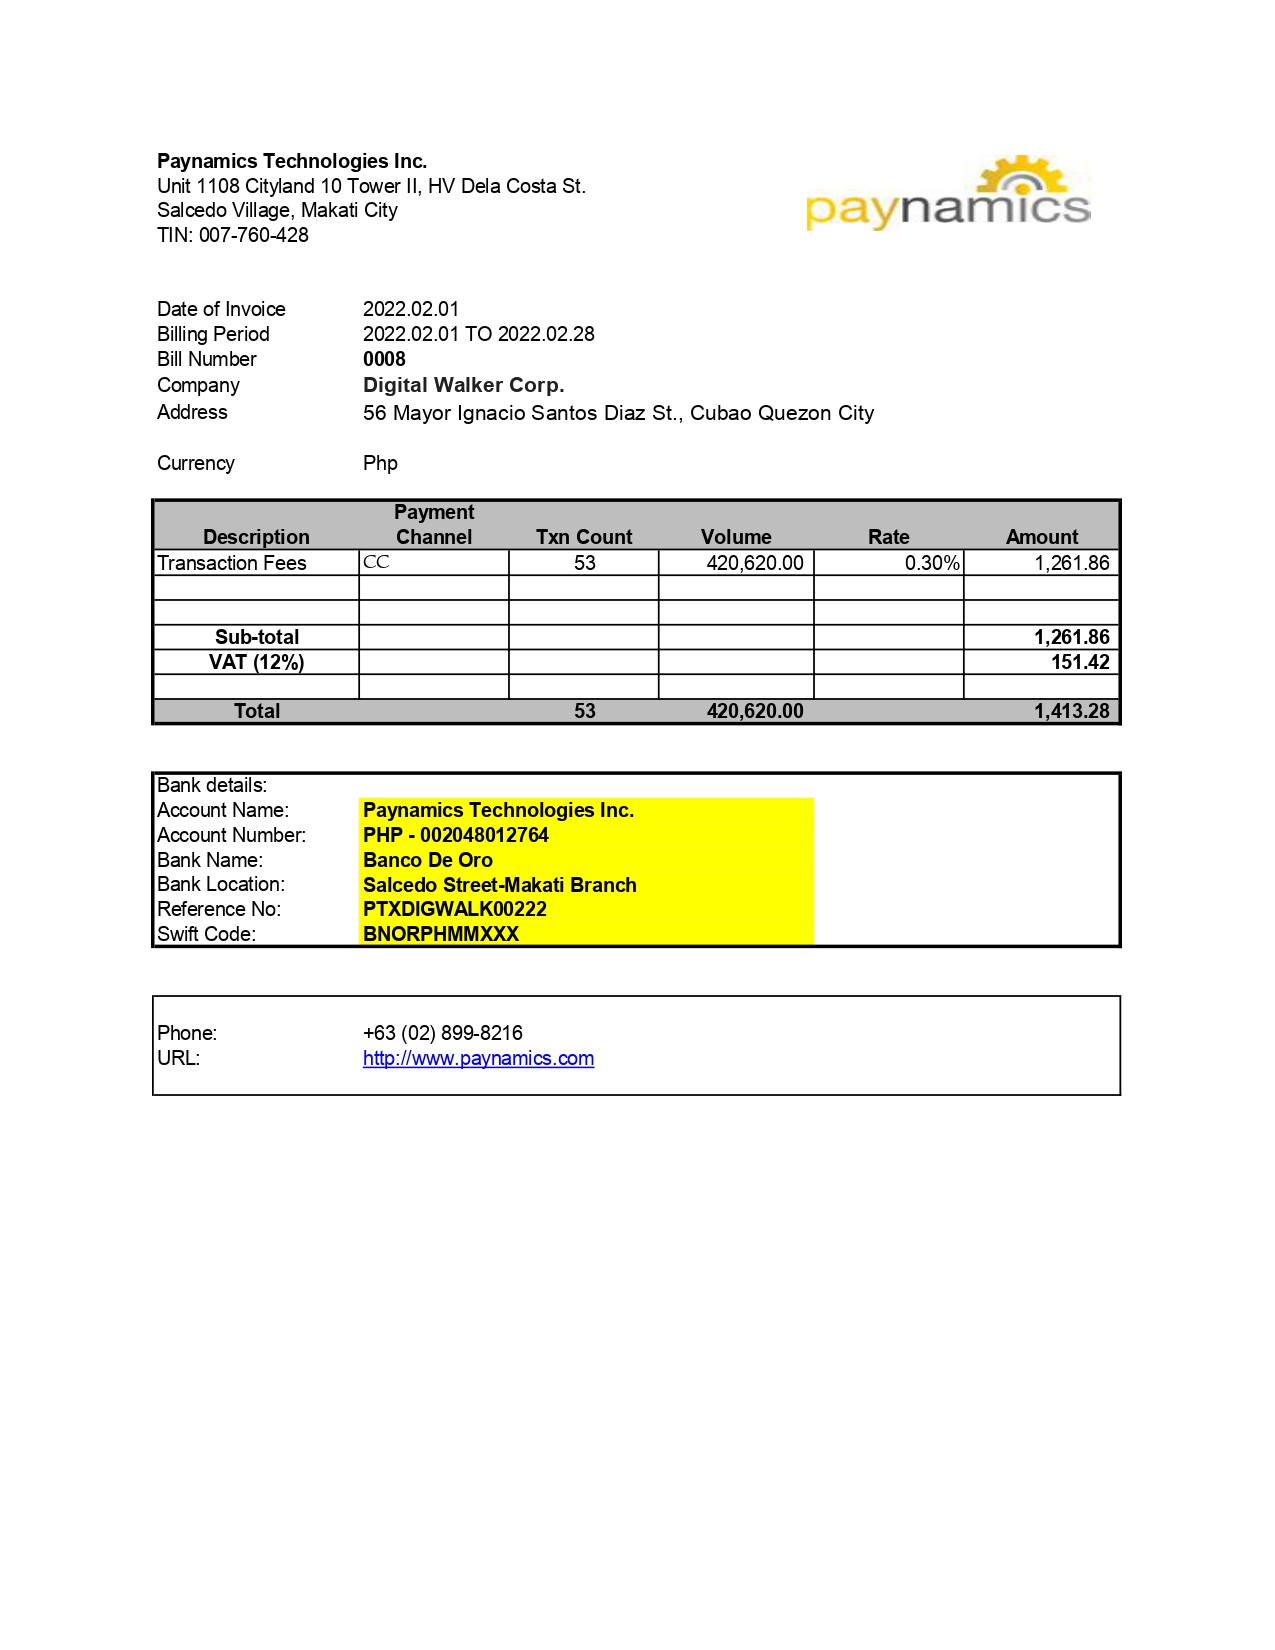 Paynamics Technologies Inc.
Unit 1108 Cityland 10 Tower II, HV Dela Costa St.
Salcedo Village, Makati City
TIN: 007-760-428
paynamics
Date of Invoice 2022.02.01
Billing Period 2022.02.01 TO 2022.02.28
Bill Number 0008
Company Digital Walker Corp.
Address 56 Mayor Ignacio Santos Diaz St., Cubao Quezon City
Currency Php
Description Payment Channel Txn Count Volume Rate Amount
Transaction Fees CC 53 420,620.00 0.30% 1,261.86
Sub-total 1,261.86
VAT (12%) 151.42
Total 53 420,620.00 1,413.28
Bank details:
Account Name: Paynamics Technologies Inc.
Account Number: PHP - 002048012764
Bank Name: Banco De Oro
Bank Location: Salcedo Street-Makati Branch
Reference No: PTXDIGWALK00222
Swift Code: BNORPHMMXXX
Phone: +63 (02) 899-8216
URL: http://www.paynamics.com